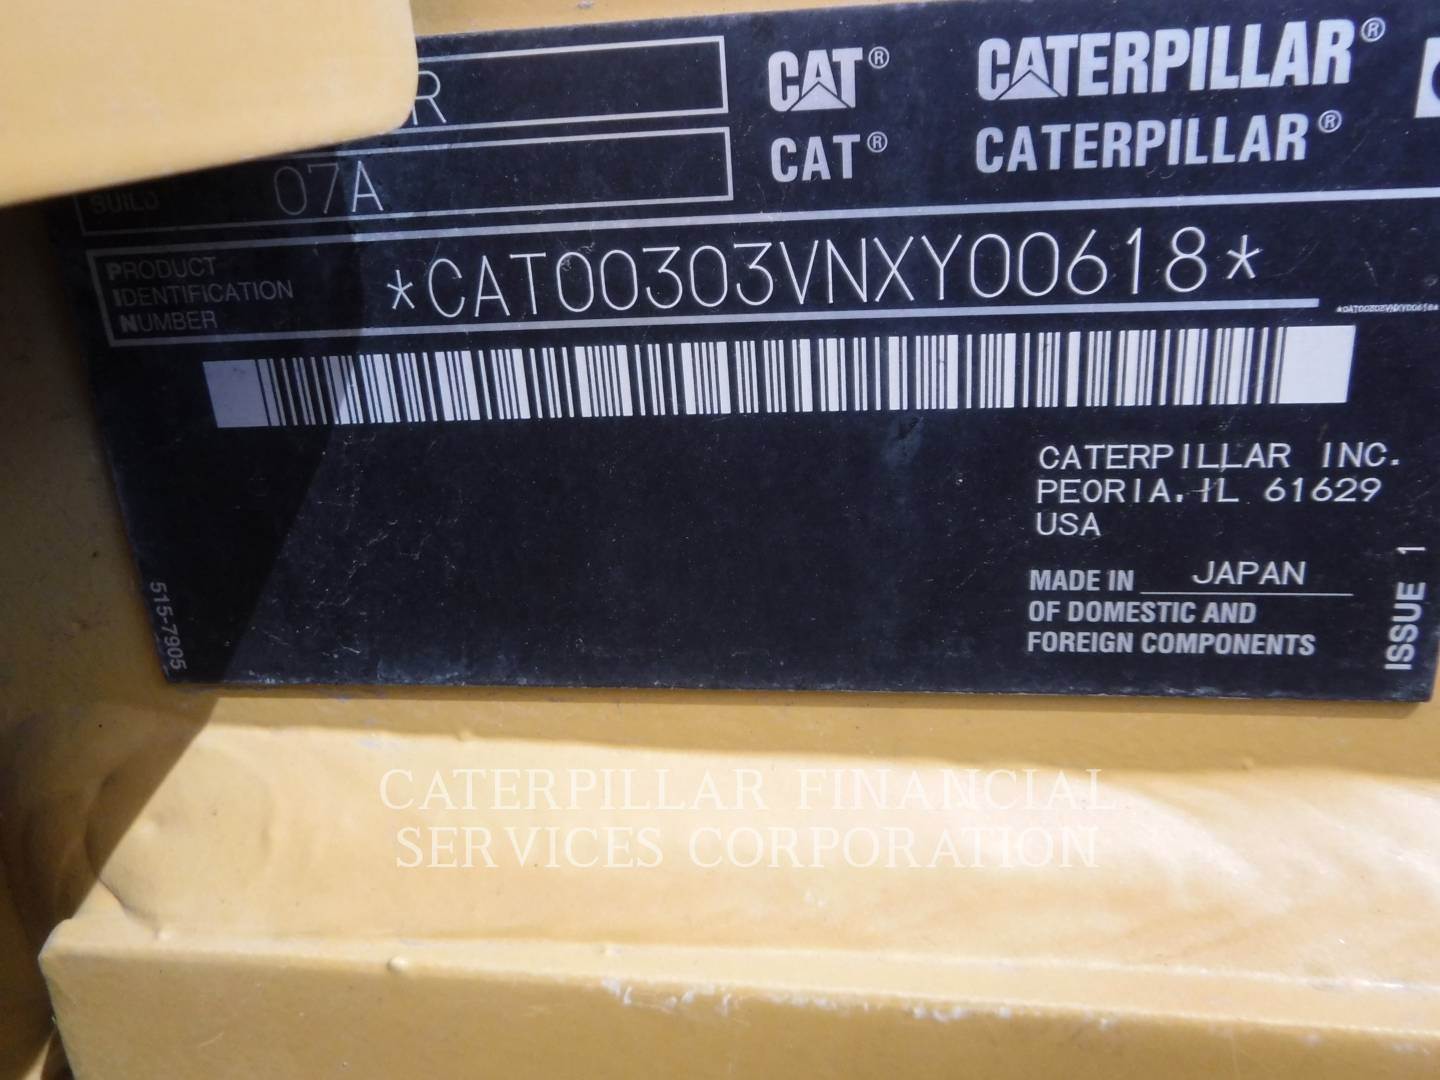 R
CAT® CATERPILLAR®
CAT® CATERPILLAR®
07A
PRODUCT
IDENTIFICATION
NUMBER
*CAT00303VNXY00618*
*CAT00303VNXY00618*
CATERPILLAR INC.
PEORIA, IL 61629
USA
MADE IN JAPAN
OF DOMESTIC AND
FOREIGN COMPONENTS
ISSUE 1
515-7905
CATERPILLAR FINANCIAL
SERVICES CORPORATION